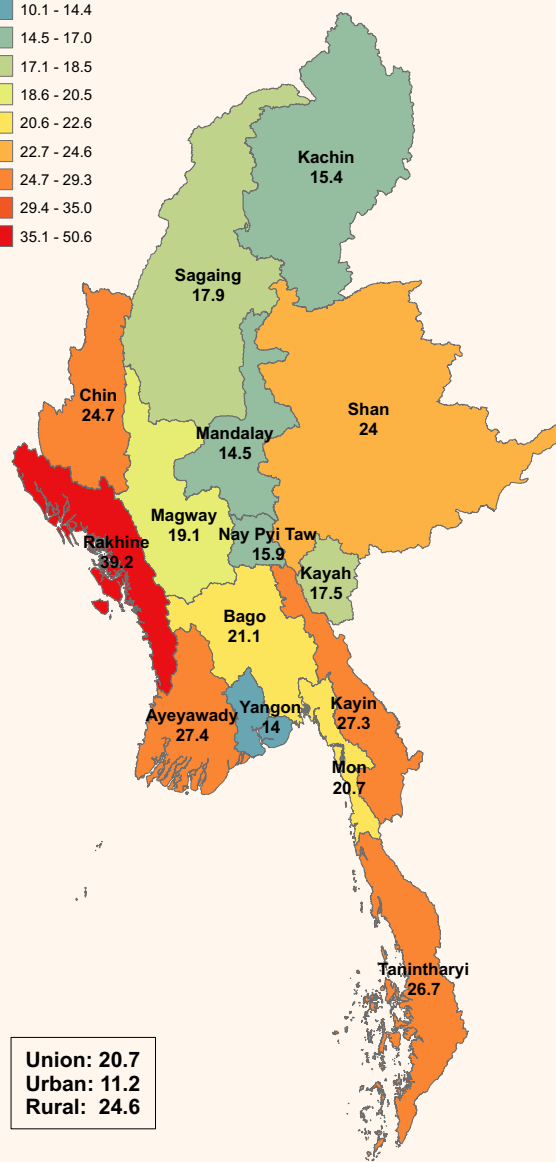 10.1 - 14.4
14.5 - 17.0
17.1 - 18.5
18.6 - 20.5
20.6 - 22.6
22.7 - 24.6
24.7 - 29.3
29.4 - 35.0
35.1 - 50.6
Kachin
15.4
Sagaing
17.9
Chin
24.7
Shan
24
Mandalay
14.5
Magway
19.1
Nay Pyi Taw
15.9
Rakhine
39.2
Kayah
17.5
Bago
21.1
Ayeyawady
27.4
Yangon
14
Kayin
27.3
Mon
20.7
Tanintharyi
26.7
Union: 20.7
Urban: 11.2
Rural: 24.6